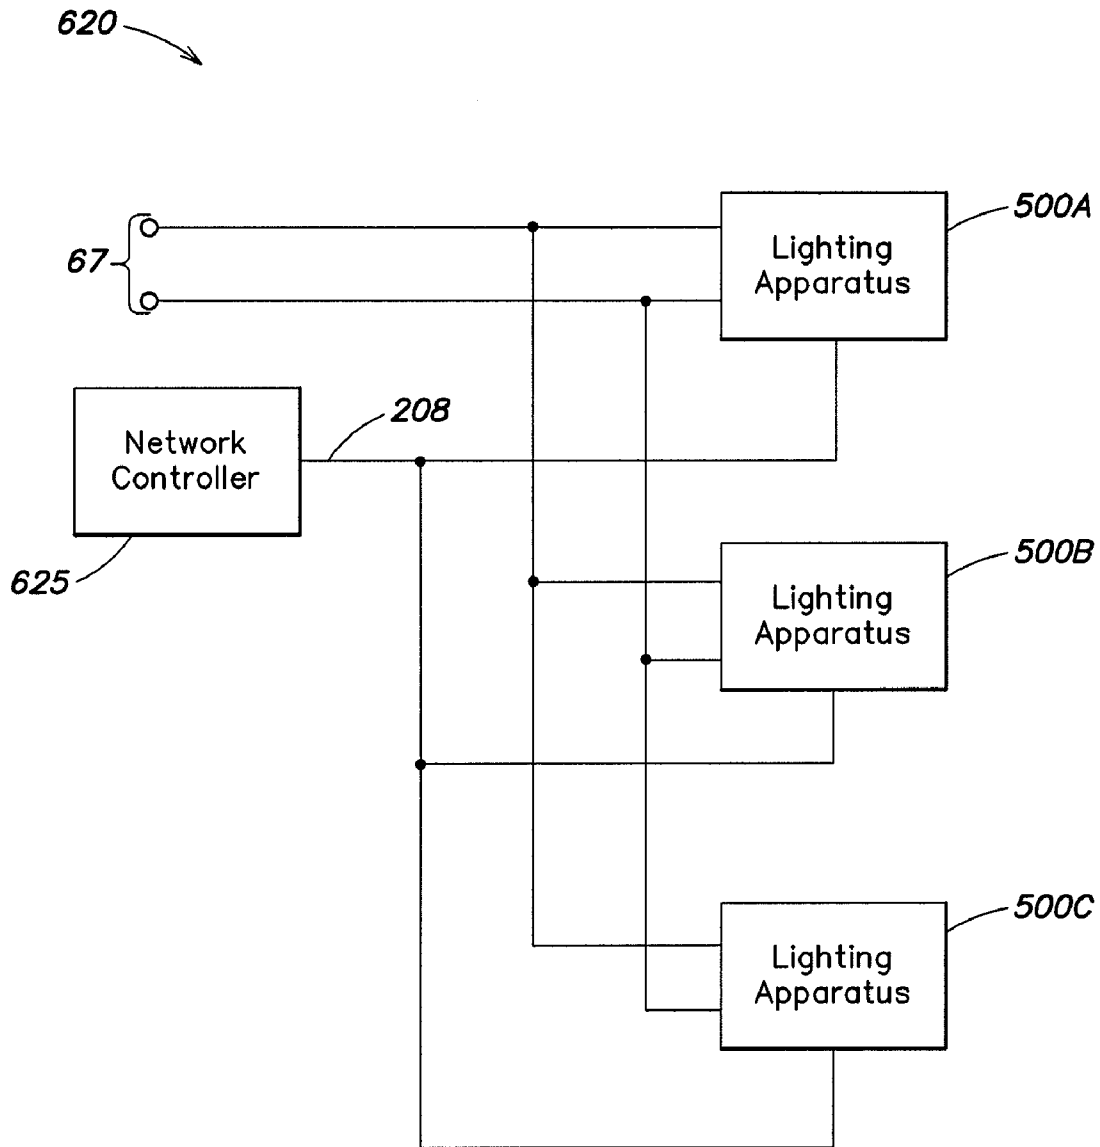 620
67
Lighting
Apparatus
500A
Network
Controller
208
625
Lighting
Apparatus
500B
Lighting
Apparatus
500C